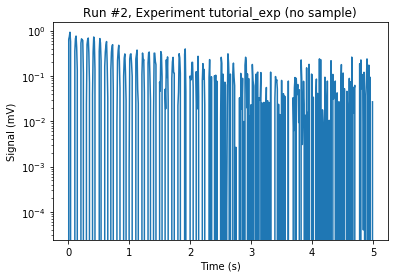 Run #2, Experiment tutorial_exp (no sample)
10⁰
10⁻¹
10⁻²
10⁻³
10⁻⁴
Signal (mV)
0 1 2 3 4 5
Time (s)